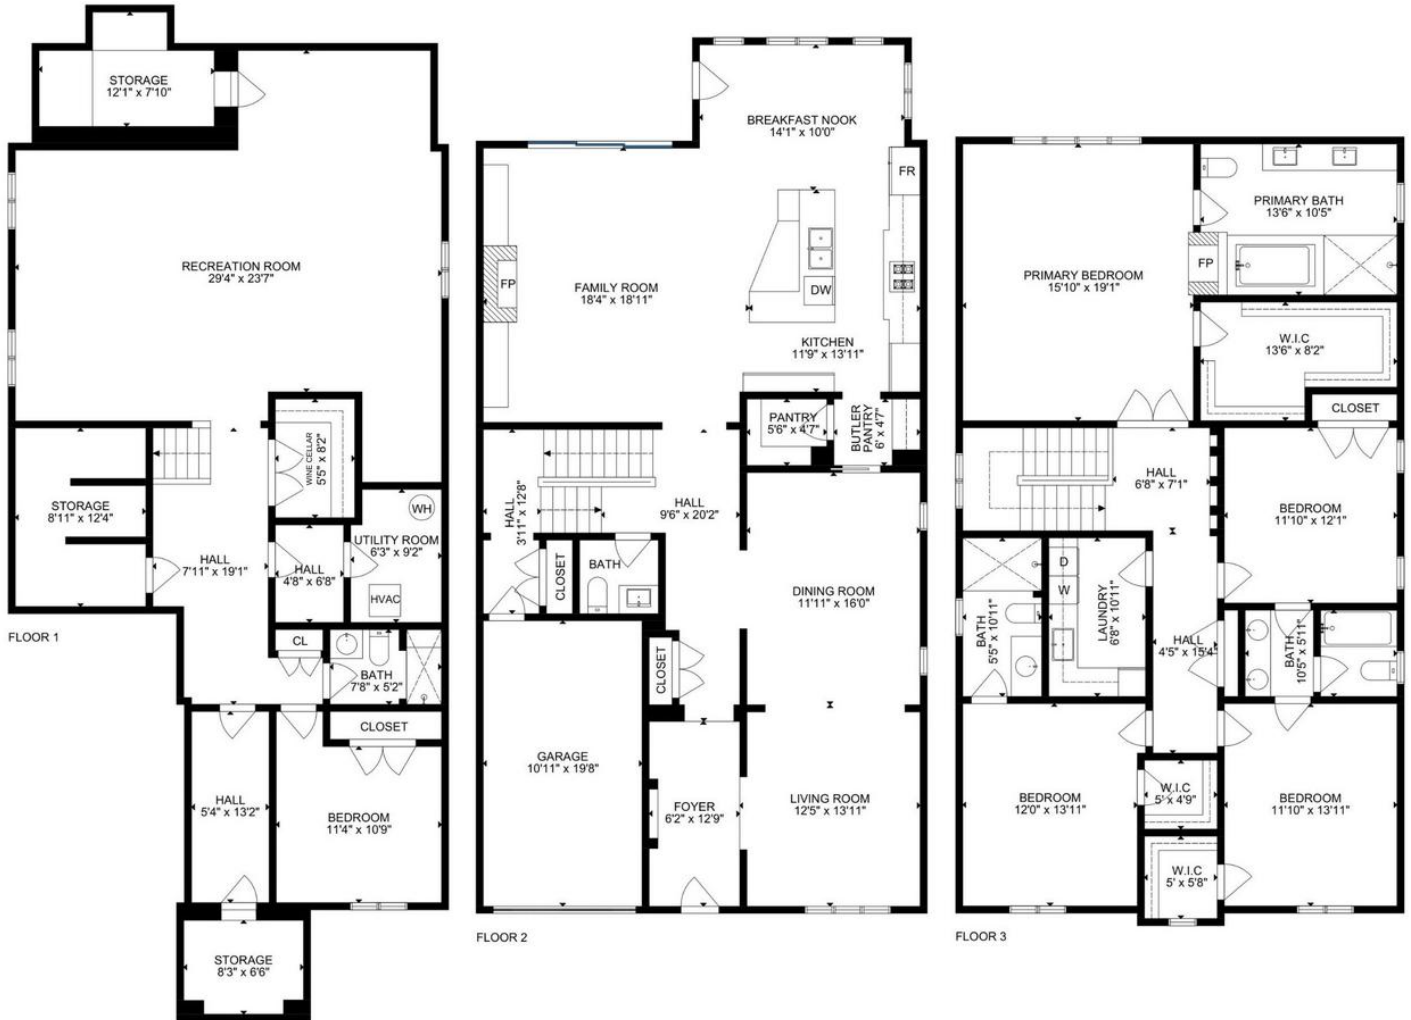 STORAGE
12'1" x 7'10"
RECREATION ROOM
29'4" x 23'7"
WINE CELLAR
5'5" x 8'2"
STORAGE
8'11" x 12'4"
WH
UTILITY ROOM
6'3" x 9'2"
HALL
7'11" x 19'1"
HALL
4'8" x 6'8"
HVAC
FLOOR 1
CL
BATH
7'8" x 5'2"
CLOSET
HALL
5'4" x 13'2"
BEDROOM
11'4" x 10'9"
STORAGE
8'3" x 6'6"
BREAKFAST NOOK
14'1" x 10'0"
FR
FP
FAMILY ROOM
18'4" x 18'11"
DW
KITCHEN
11'9" x 13'11"
PANTRY
5'6" x 4'7"
BUTLER
PANTRY
6' x 4'7"
HALL
3'11" x 12'8"
HALL
9'6" x 20'2"
CLOSET
BATH
DINING ROOM
11'11" x 16'0"
CLOSET
GARAGE
10'11" x 19'8"
FOYER
6'2" x 12'9"
LIVING ROOM
12'5" x 13'11"
FLOOR 2
PRIMARY BATH
13'6" x 10'5"
PRIMARY BEDROOM
15'10" x 19'1"
FP
W.I.C
13'6" x 8'2"
CLOSET
HALL
6'8" x 7'1"
BEDROOM
11'10" x 12'1"
D
W
LAUNDRY
6'8" x 10'11"
BATH
5'5" x 10'11"
HALL
4'5" x 15'4"
BATH
10'5" x 5'11"
BEDROOM
12'0" x 13'11"
W.I.C
5' x 4'9"
BEDROOM
11'10" x 13'11"
W.I.C
5' x 5'8"
FLOOR 3